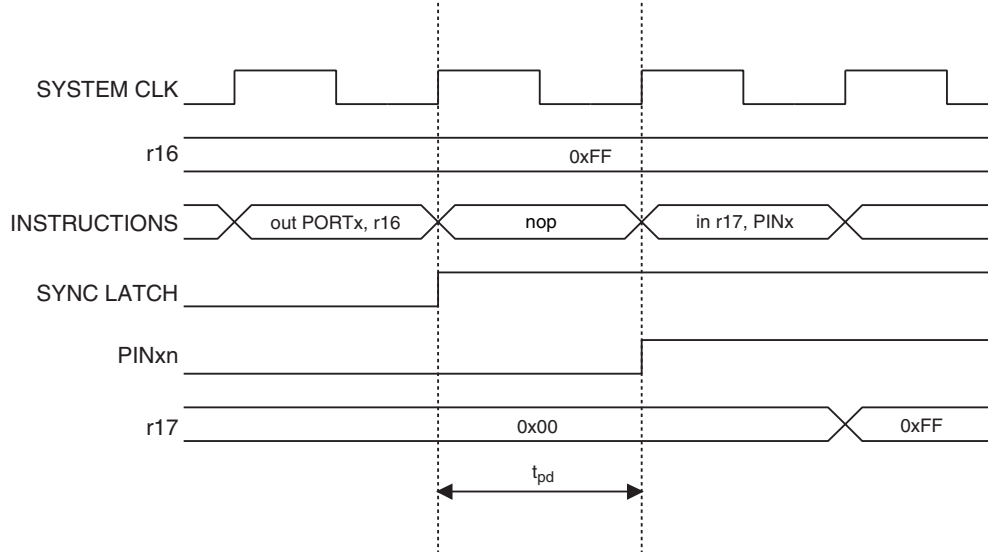 SYSTEM CLK
r16
0xFF
INSTRUCTIONS
out PORTx, r16
nop
in r17, PINx
SYNC LATCH
PINxn
r17
0x00
0xFF
tpd